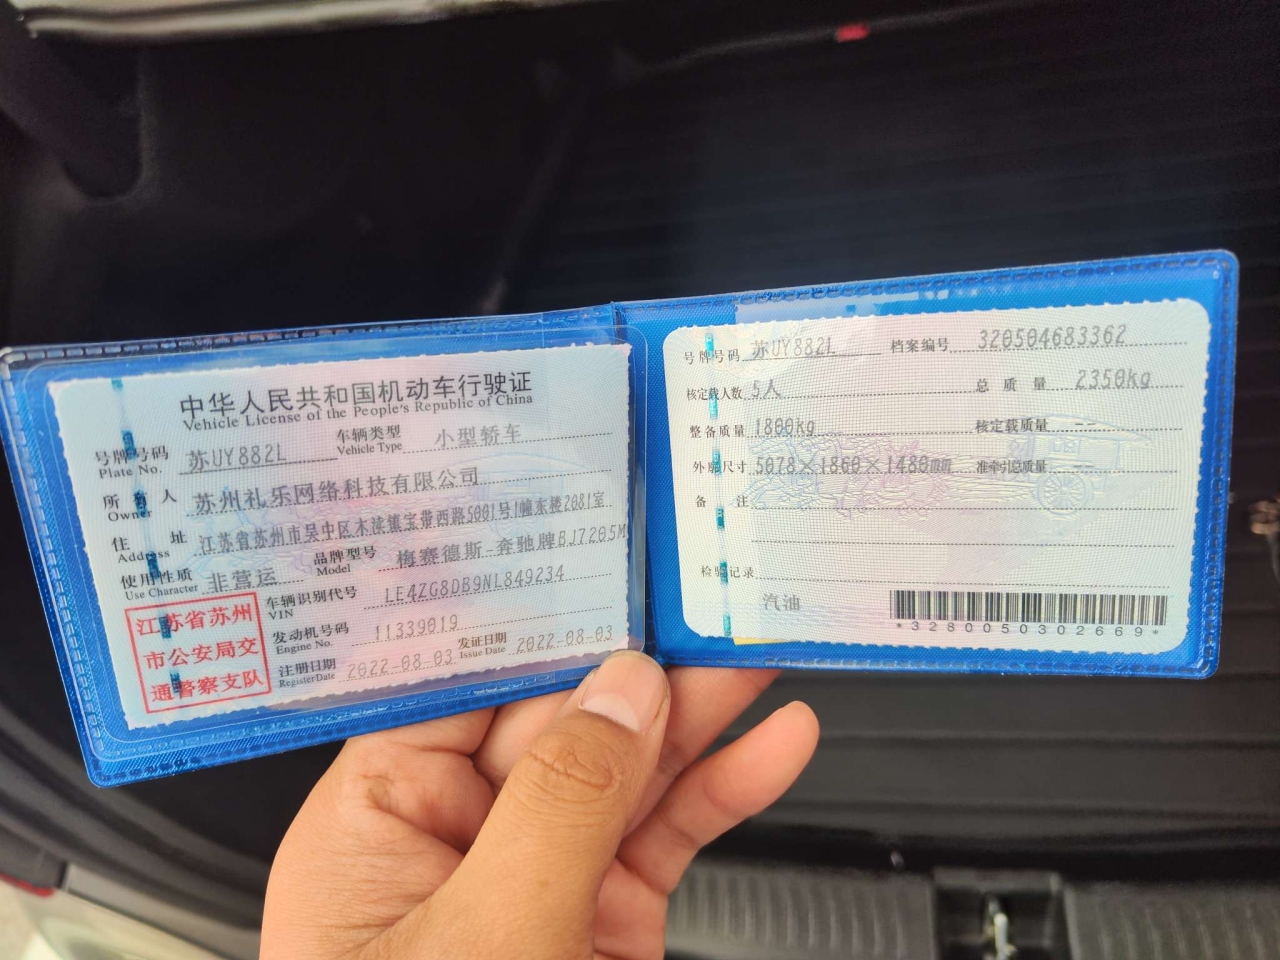 中华人民共和国机动车行驶证
Vehicle License of the People's Republic of China
号牌号码 苏UY882L 车辆类型 小型轿车
Plate No. Vehicle Type
所有人 苏州礼乐网络科技有限公司
Owner
住址 江苏省苏州市吴中区木渎镇宝带西路5001号1幢东楼2081室
Address
使用性质 非营运 品牌型号 梅赛德斯-奔驰牌BJ7205M
Use Character Model
车辆识别代号 LE4ZG8DB9NL849234
VIN
发动机号码 11339019
Engine No.
注册日期 2022-08-03 发证日期 2022-08-03
Register Date Issue Date
江苏省苏州
市公安局交
通警察支队
号牌号码 苏UY882L 档案编号 320504683362
核定载人数 5人 总质量 2350kg
整备质量 1800kg 核定载质量 --
外廓尺寸 5078×1860×1480mm 准牵引总质量 --
备注
检验记录
汽油
*3280050302669*